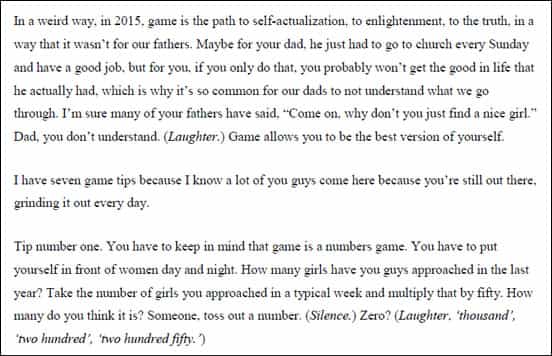 In a weird way, in 2015, game is the path to self-actualization, to enlightenment, to the truth, in a
way that it wasn't for our fathers. Maybe for your dad, he just had to go to church every Sunday
and have a good job, but for you, if you only do that, you probably won't get the good in life that
he actually had, which is why it's so common for our dads to not understand what we go
through. I'm sure many of your fathers have said, "Come on, why don't you just find a nice girl."
Dad, you don't understand. (Laughter.) Game allows you to be the best version of yourself.
I have seven game tips because I know a lot of you guys come here because you're still out there,
grinding it out every day.
Tip number one. You have to keep in mind that game is a numbers game. You have to put
yourself in front of women day and night. How many girls have you guys approached in the last
year? Take the number of girls you approached in a typical week and multiply that by fifty. How
many do you think it is? Someone, toss out a number. (Silence.) Zero? (Laughter, 'thousand',
'two hundred', 'two hundred fifty.')